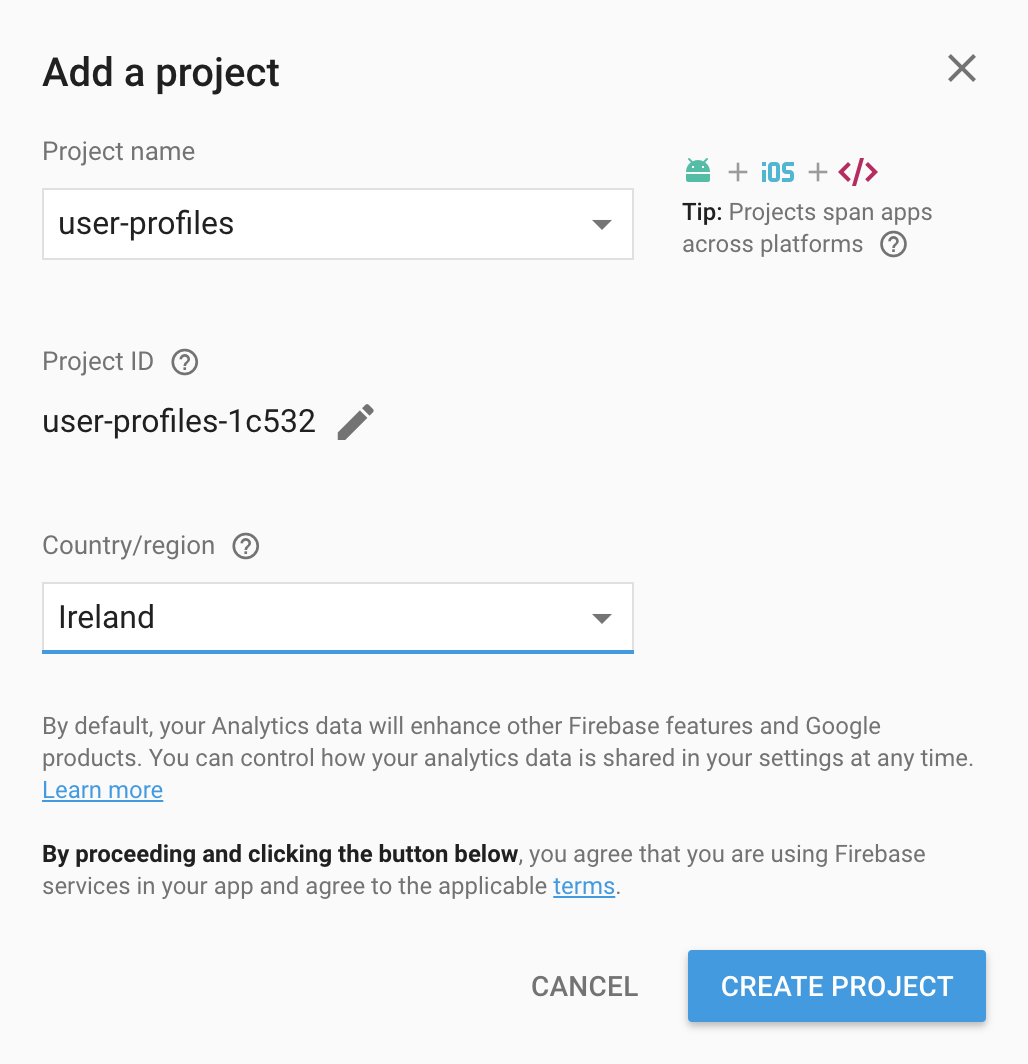 Add a project
Project name
+ iOS + </>
user-profiles
Tip: Projects span apps
across platforms ?
Project ID ?
user-profiles-1c532
Country/region ?
Ireland
By default, your Analytics data will enhance other Firebase features and Google
products. You can control how your analytics data is shared in your settings at any time.
Learn more
By proceeding and clicking the button below, you agree that you are using Firebase
services in your app and agree to the applicable terms.
CANCEL
CREATE PROJECT